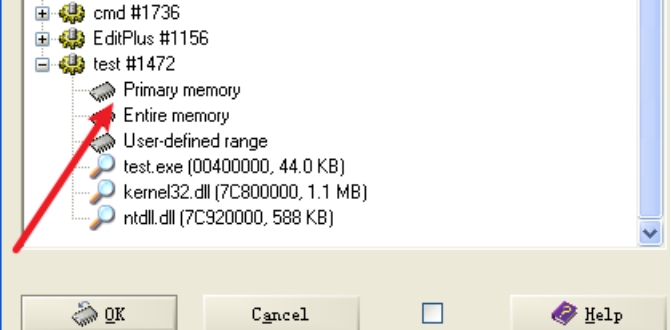 cmd #1736
EditPlus #1156
test #1472
Primary memory
Entire memory
User-defined range
test.exe (00400000, 44.0 KB)
kernel32.dll (7C800000, 1.1 MB)
ntdll.dll (7C920000, 588 KB)
OK Cancel Help